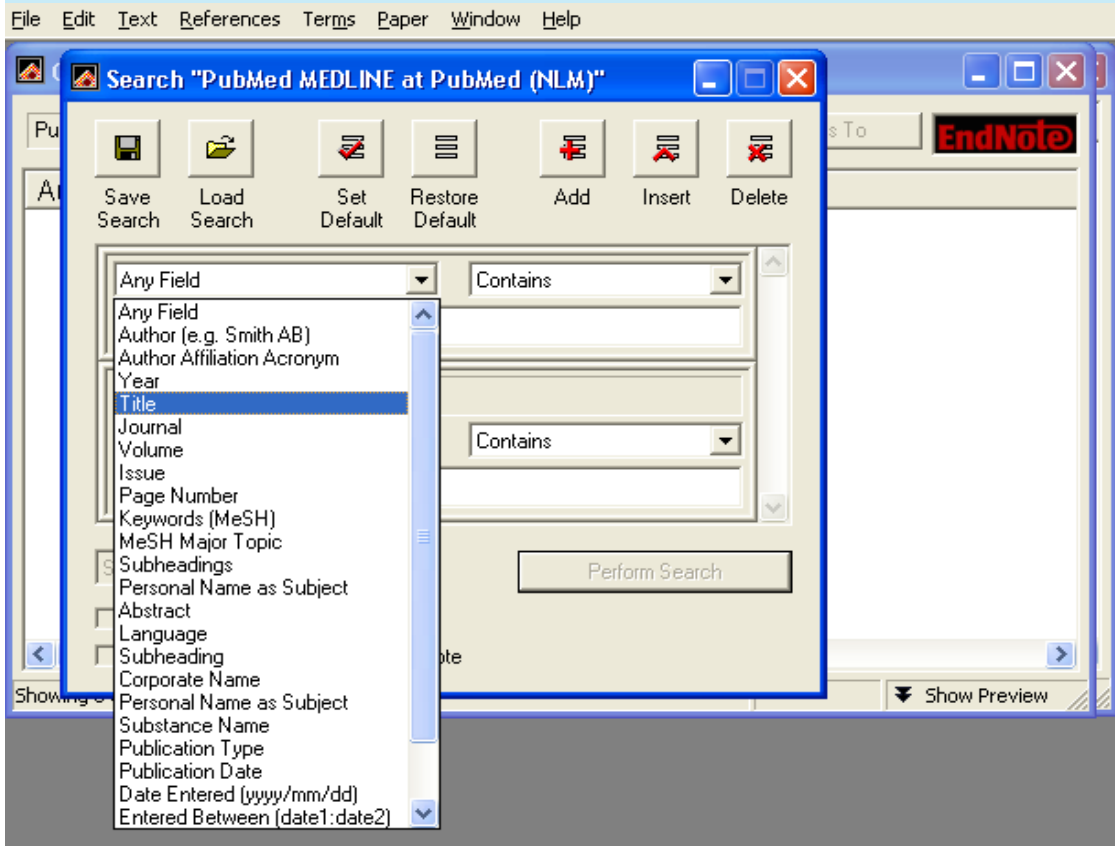 File Edit Text References Terms Paper Window Help
Search "PubMed MEDLINE at PubMed (NLM)"
Pu
s To
EndNote
Save Search
Load Search
Set Default
Restore Default
Add
Insert
Delete
Any Field
Contains
Any Field
Author (e.g. Smith AB)
Author Affiliation Acronym
Year
Title
Journal
Volume
Issue
Page Number
Keywords (MeSH)
MeSH Major Topic
Subheadings
Personal Name as Subject
Abstract
Language
Subheading
Corporate Name
Personal Name as Subject
Substance Name
Publication Type
Publication Date
Date Entered (yyyy/mm/dd)
Entered Between (date1:date2)
Contains
Perform Search
Showing
Show Preview